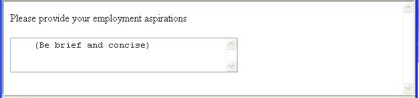 Please provide your employment aspirations
(Be brief and concise)